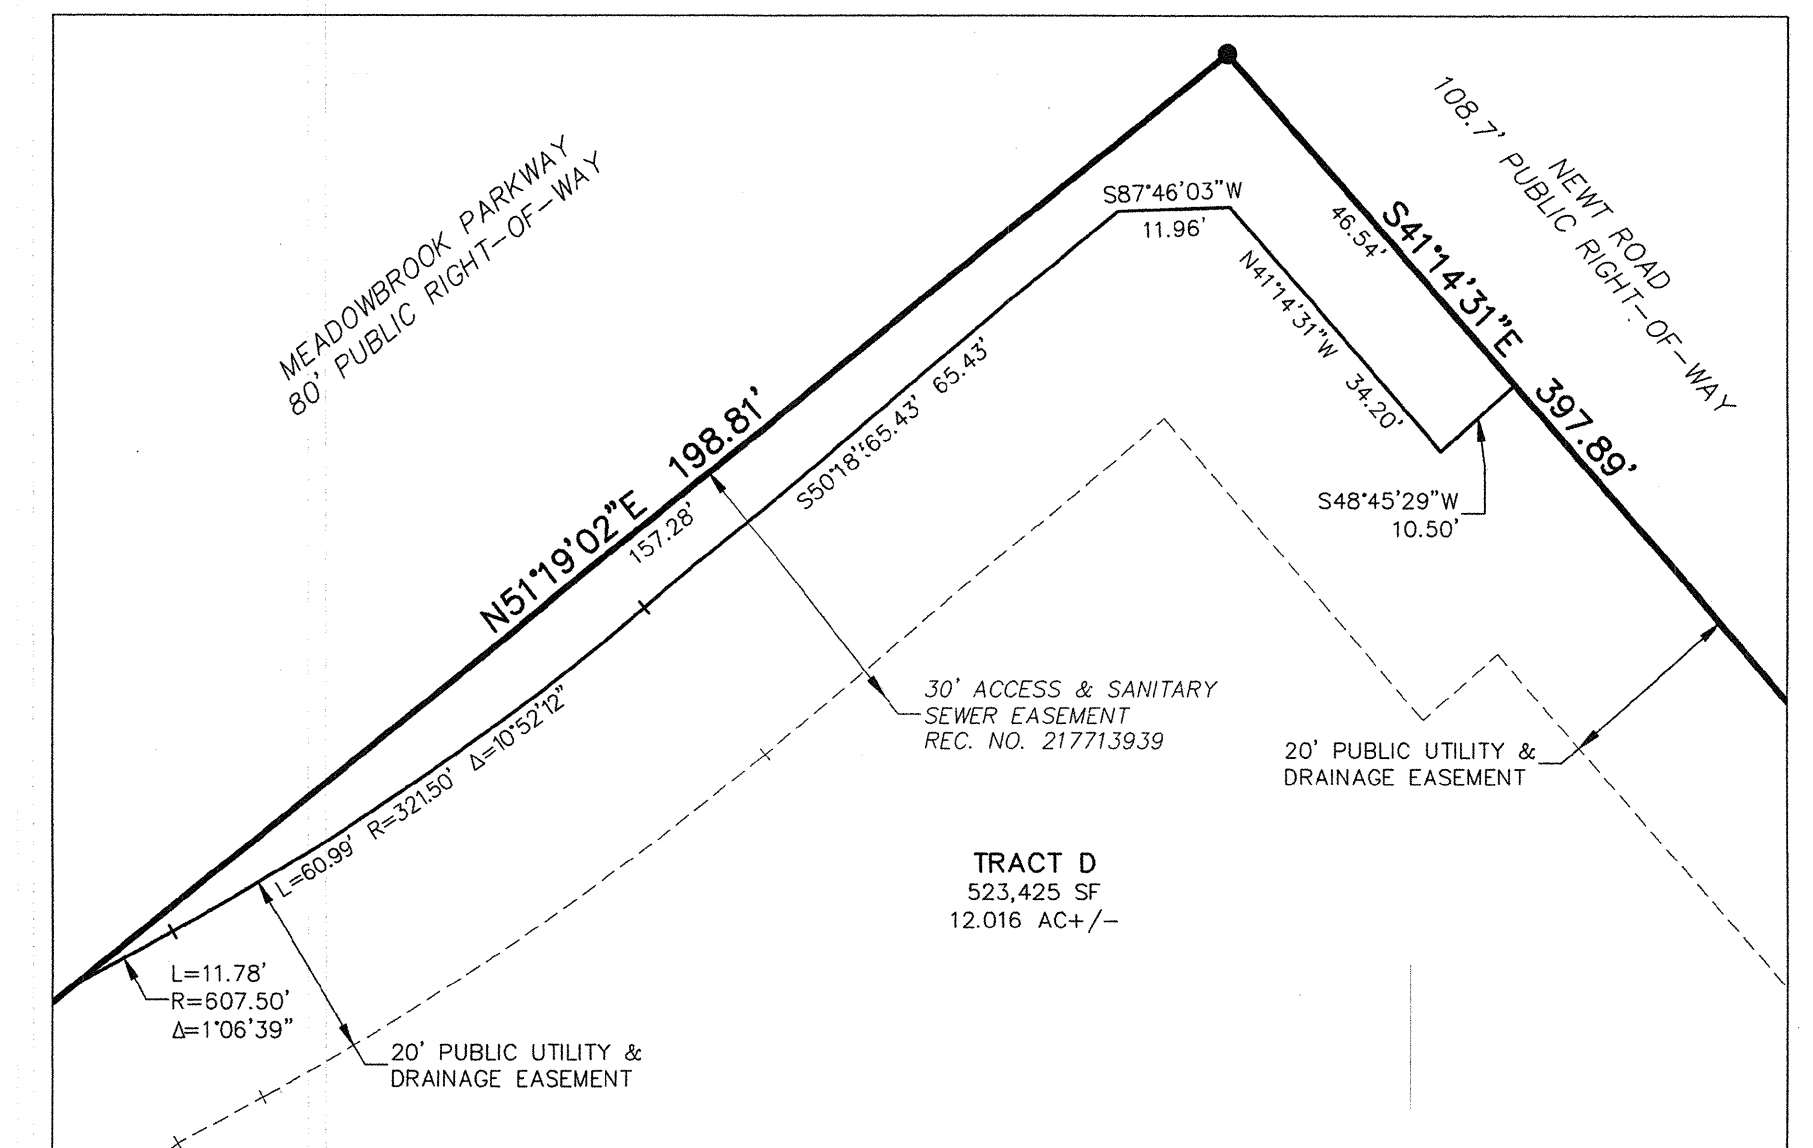 MEADOWBROOK PARKWAY
80' PUBLIC RIGHT-OF-WAY
NEWT ROAD
108.7' PUBLIC RIGHT-OF-WAY
S87°46'03"W
11.96'
46.54'
S41°14'31"E 397.89'
N41°14'31"W 34.20'
S48°45'29"W
10.50'
N51°19'02"E 198.81'
157.28'
S50°18' 65.43' 65.43'
30' ACCESS & SANITARY
SEWER EASEMENT
REC. NO. 217713939
20' PUBLIC UTILITY &
DRAINAGE EASEMENT
L=60.99' R=321.50' Δ=10°52'12"
TRACT D
523,425 SF
12.016 AC+/-
L=11.78'
R=607.50'
Δ=1°06'39"
20' PUBLIC UTILITY &
DRAINAGE EASEMENT